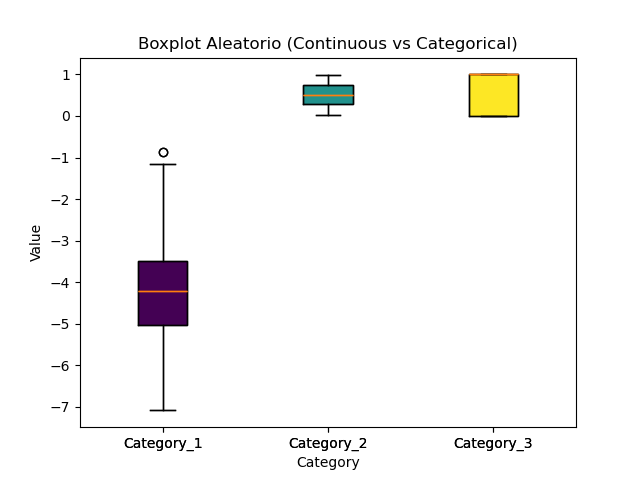 Boxplot Aleatorio (Continuous vs Categorical)
1
0
−1
−2
−3
−4
−5
−6
−7
Value
Category_1 Category_2 Category_3
Category